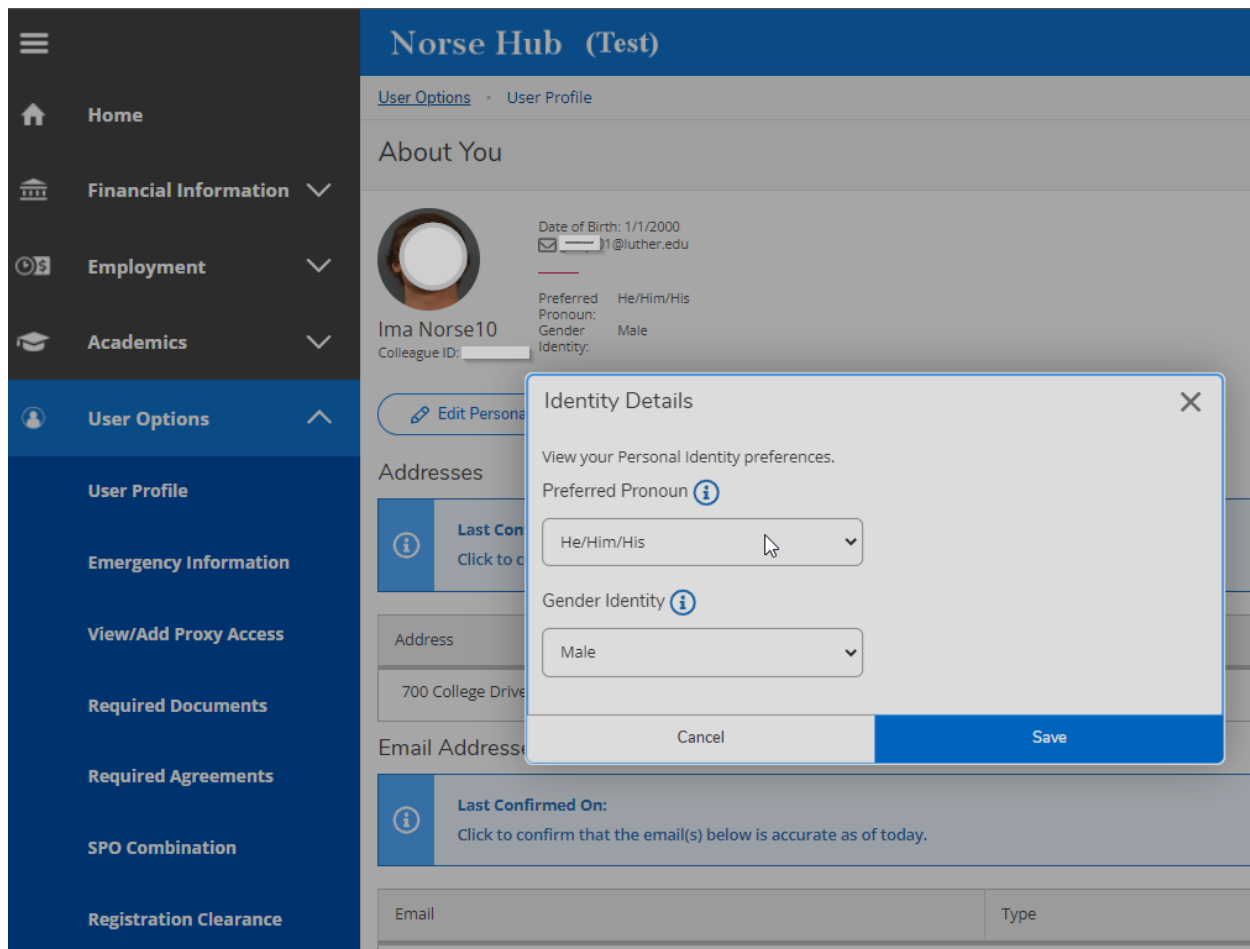 Norse Hub (Test)
Home
Financial Information
Employment
Academics
User Options
User Profile
Emergency Information
View/Add Proxy Access
Required Documents
Required Agreements
SPO Combination
Registration Clearance
User Options • User Profile
About You
Date of Birth: 1/1/2000
1@luther.edu
Preferred Pronoun:
He/Him/His
Gender Identity:
Male
Ima Norse10
Colleague ID:
Edit Persona
Addresses
Last Con
Click to c
Address
700 College Drive
Identity Details
View your Personal Identity preferences.
Preferred Pronoun
He/Him/His
Gender Identity
Male
Cancel
Save
Email Addresse
Last Confirmed On:
Click to confirm that the email(s) below is accurate as of today.
Email
Type